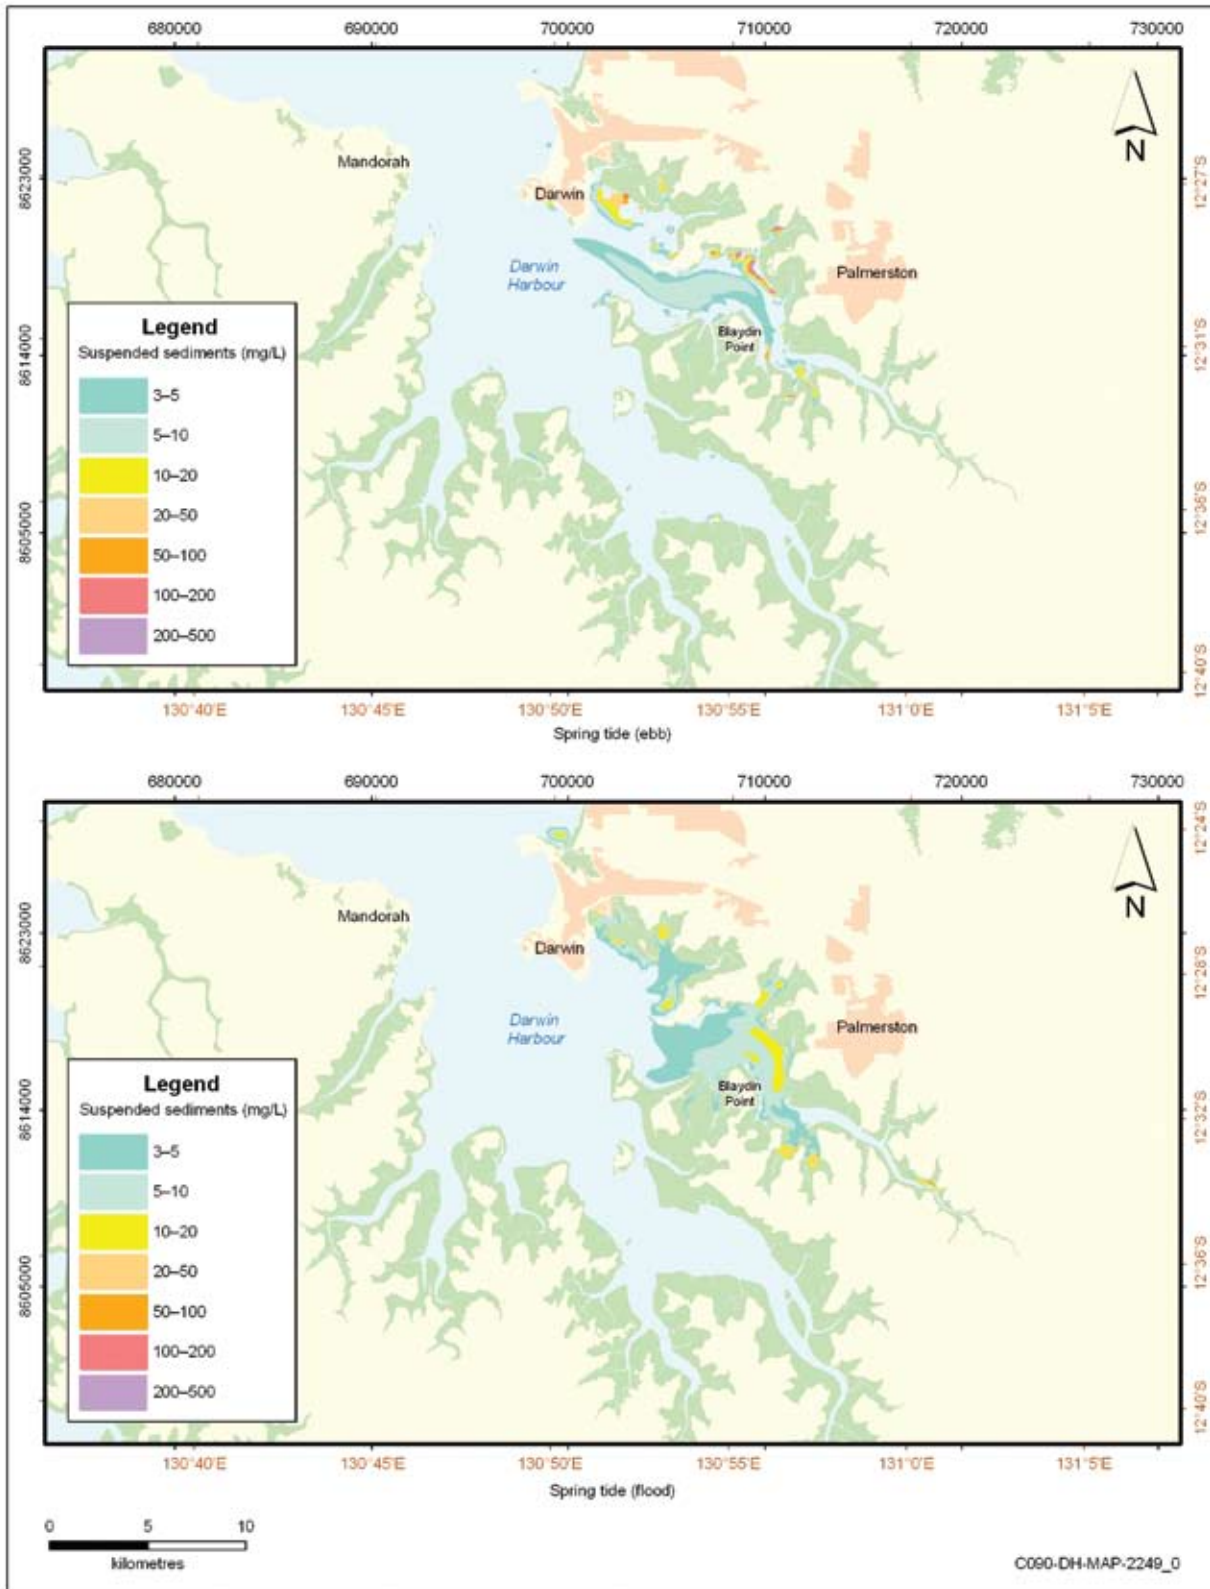 680000 690000 700000 710000 720000 730000
N
Mandorah
8623000
12°27'S
Darwin
Darwin
Harbour
Palmerston
Legend
Suspended sediments (mg/L)
Blaydin
Point
8614000
12°31'S
3–5
5–10
10–20
20–50
50–100
100–200
200–500
8605000
12°36'S
12°40'S
130°40'E 130°45'E 130°50'E 130°55'E 131°0'E 131°5'E
Spring tide (ebb)
680000 690000 700000 710000 720000 730000
12°24'S
N
Mandorah
8623000
Darwin
12°28'S
Darwin
Harbour
Palmerston
Legend
Suspended sediments (mg/L)
Blaydin
Point
8614000
12°32'S
3–5
5–10
10–20
20–50
50–100
100–200
200–500
8605000
12°36'S
12°40'S
130°40'E 130°45'E 130°50'E 130°55'E 131°0'E 131°5'E
Spring tide (flood)
0 5 10
kilometres
C090-DH-MAP-2249_0